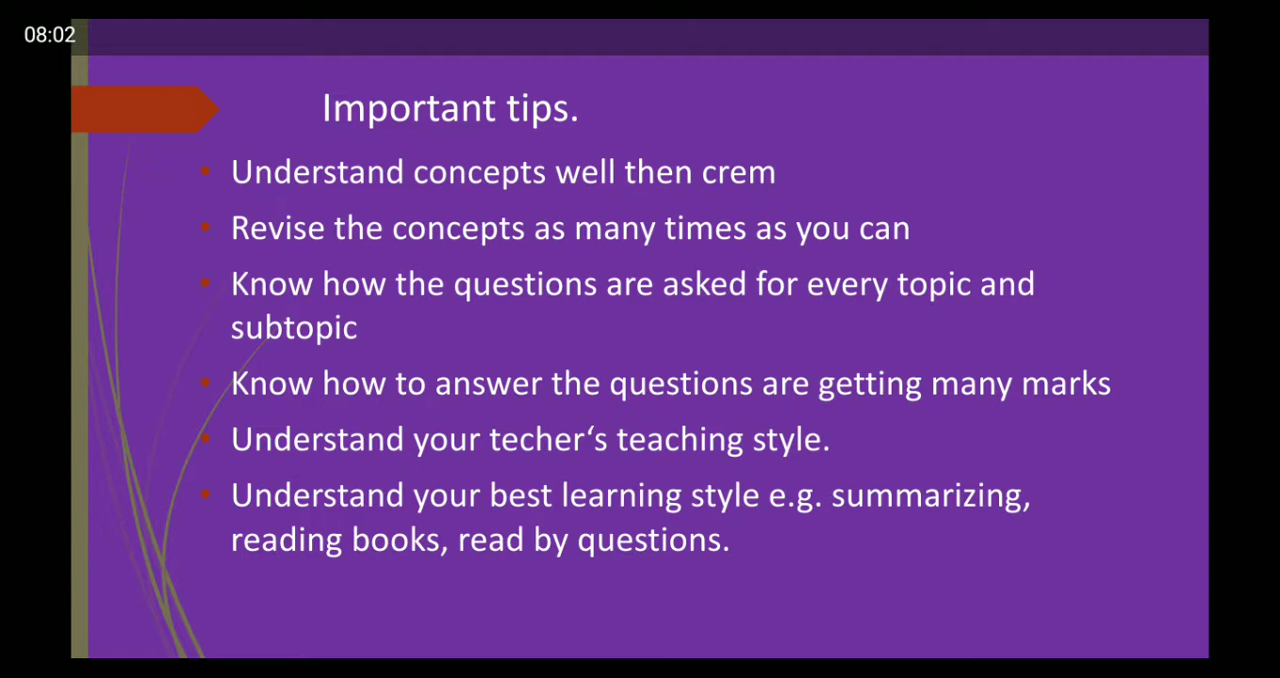 08:02
Important tips.
• Understand concepts well then crem
• Revise the concepts as many times as you can
• Know how the questions are asked for every topic and
subtopic
• Know how to answer the questions are getting many marks
• Understand your techer‘s teaching style.
• Understand your best learning style e.g. summarizing,
reading books, read by questions.